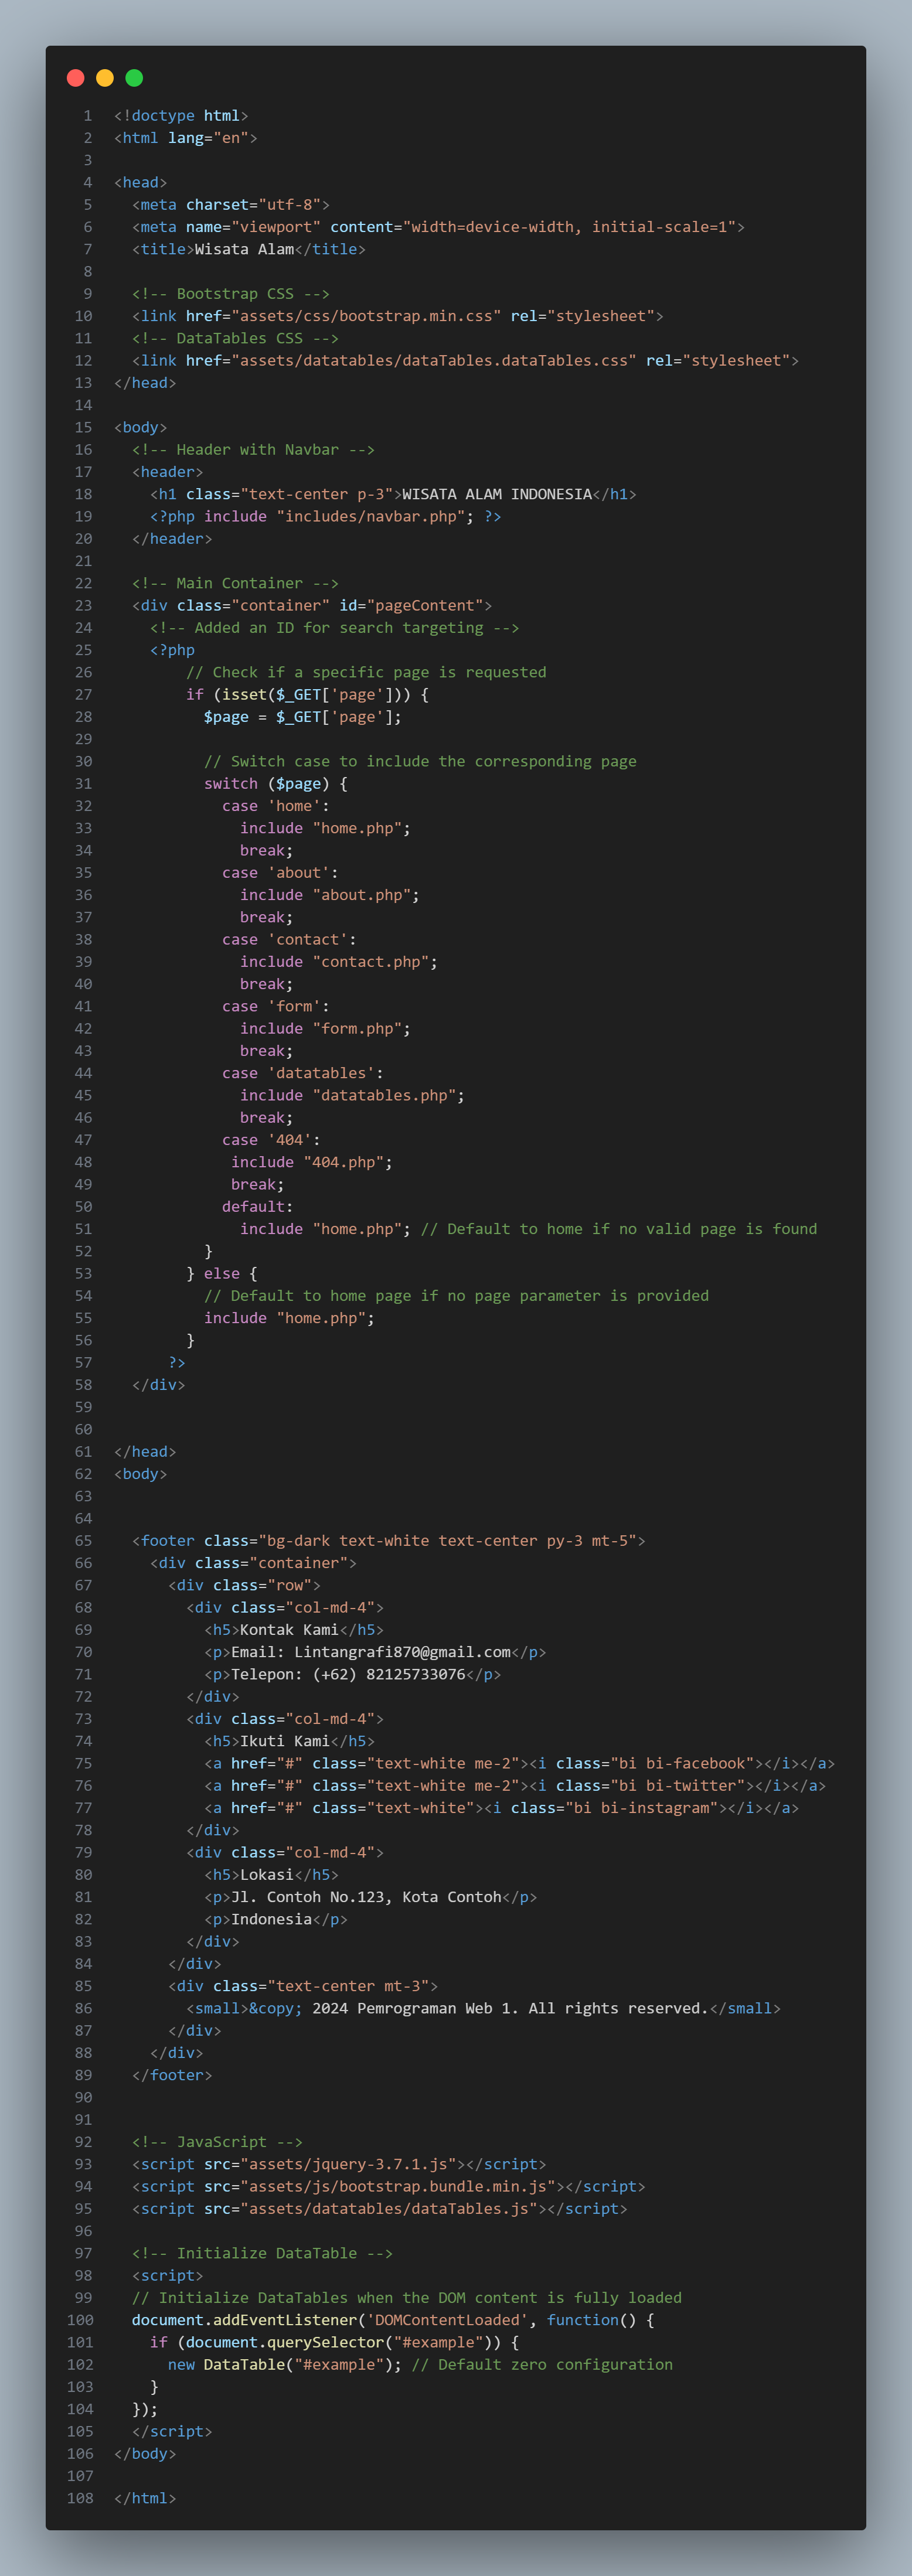 1 <!doctype html>
2 <html lang="en">
3
4 <head>
5   <meta charset="utf-8">
6   <meta name="viewport" content="width=device-width, initial-scale=1">
7   <title>Wisata Alam</title>
8
9   <!-- Bootstrap CSS -->
10   <link href="assets/css/bootstrap.min.css" rel="stylesheet">
11   <!-- DataTables CSS -->
12   <link href="assets/datatables/dataTables.dataTables.css" rel="stylesheet">
13 </head>
14
15 <body>
16   <!-- Header with Navbar -->
17   <header>
18     <h1 class="text-center p-3">WISATA ALAM INDONESIA</h1>
19     <?php include "includes/navbar.php"; ?>
20   </header>
21
22   <!-- Main Container -->
23   <div class="container" id="pageContent">
24     <!-- Added an ID for search targeting -->
25     <?php
26         // Check if a specific page is requested
27         if (isset($_GET['page'])) {
28           $page = $_GET['page'];
29
30           // Switch case to include the corresponding page
31           switch ($page) {
32             case 'home':
33               include "home.php";
34               break;
35             case 'about':
36               include "about.php";
37               break;
38             case 'contact':
39               include "contact.php";
40               break;
41             case 'form':
42               include "form.php";
43               break;
44             case 'datatables':
45               include "datatables.php";
46               break;
47             case '404':
48              include "404.php";
49              break;
50             default:
51               include "home.php"; // Default to home if no valid page is found
52           }
53         } else {
54           // Default to home page if no page parameter is provided
55           include "home.php";
56         }
57       ?>
58   </div>
59
60
61 </head>
62 <body>
63
64
65   <footer class="bg-dark text-white text-center py-3 mt-5">
66     <div class="container">
67       <div class="row">
68         <div class="col-md-4">
69           <h5>Kontak Kami</h5>
70           <p>Email: Lintangrafi870@gmail.com</p>
71           <p>Telepon: (+62) 82125733076</p>
72         </div>
73         <div class="col-md-4">
74           <h5>Ikuti Kami</h5>
75           <a href="#" class="text-white me-2"><i class="bi bi-facebook"></i></a>
76           <a href="#" class="text-white me-2"><i class="bi bi-twitter"></i></a>
77           <a href="#" class="text-white"><i class="bi bi-instagram"></i></a>
78         </div>
79         <div class="col-md-4">
80           <h5>Lokasi</h5>
81           <p>Jl. Contoh No.123, Kota Contoh</p>
82           <p>Indonesia</p>
83         </div>
84       </div>
85       <div class="text-center mt-3">
86         <small>&copy; 2024 Pemrograman Web 1. All rights reserved.</small>
87       </div>
88     </div>
89   </footer>
90
91
92   <!-- JavaScript -->
93   <script src="assets/jquery-3.7.1.js"></script>
94   <script src="assets/js/bootstrap.bundle.min.js"></script>
95   <script src="assets/datatables/dataTables.js"></script>
96
97   <!-- Initialize DataTable -->
98   <script>
99   // Initialize DataTables when the DOM content is fully loaded
100   document.addEventListener('DOMContentLoaded', function() {
101     if (document.querySelector("#example")) {
102       new DataTable("#example"); // Default zero configuration
103     }
104   });
105   </script>
106 </body>
107
108 </html>